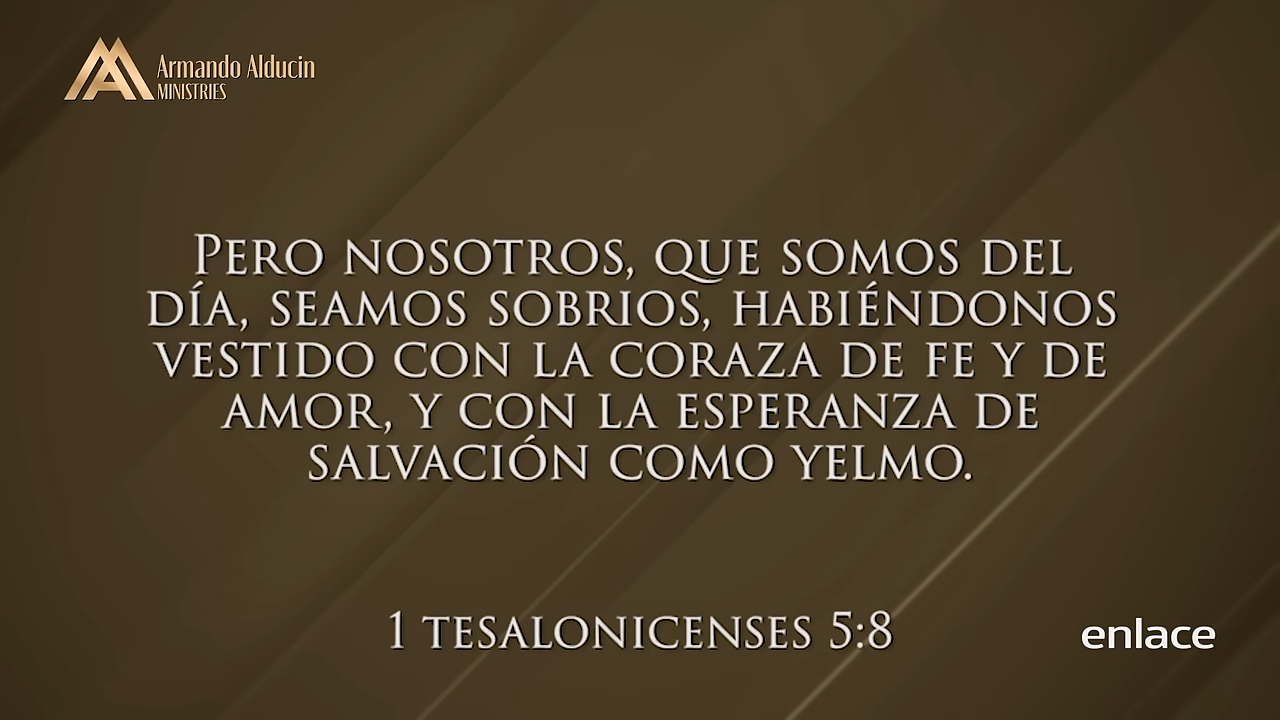 Armando Alducin
MINISTRIES
PERO NOSOTROS, QUE SOMOS DEL
DÍA, SEAMOS SOBRIOS, HABIÉNDONOS
VESTIDO CON LA CORAZA DE FE Y DE
AMOR, Y CON LA ESPERANZA DE
SALVACIÓN COMO YELMO.
1 TESALONICENSES 5:8
enlace